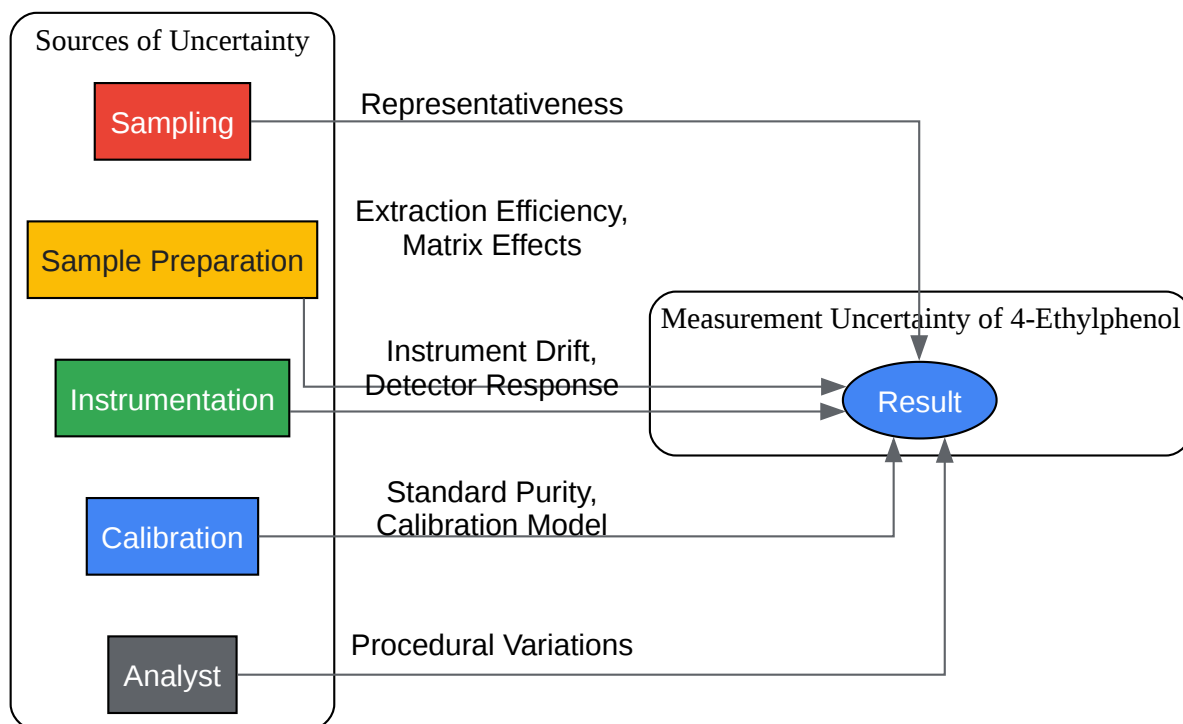 Sources of Uncertainty
Sampling
Representativeness
Sample Preparation
Extraction Efficiency,
Matrix Effects
Measurement Uncertainty of 4-Ethylphenol
Instrumentation
Instrument Drift,
Detector Response
Result
Calibration
Standard Purity,
Calibration Model
Analyst
Procedural Variations